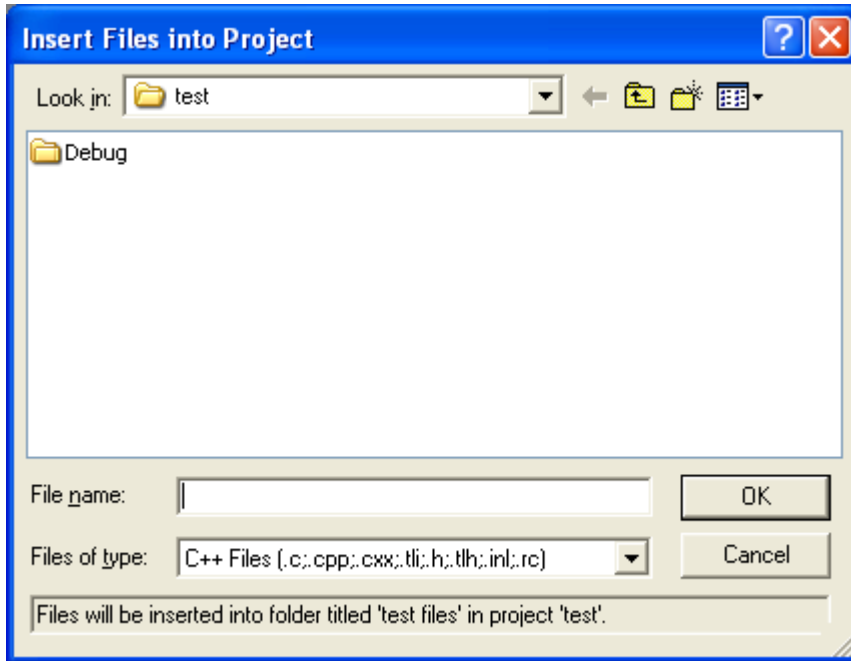 Insert Files into Project
Look in: test
Debug
File name:
OK
Files of type: C++ Files (.c;.cpp;.cxx;.tli;.h;.tlh;.inl;.rc)
Cancel
Files will be inserted into folder titled 'test files' in project 'test'.